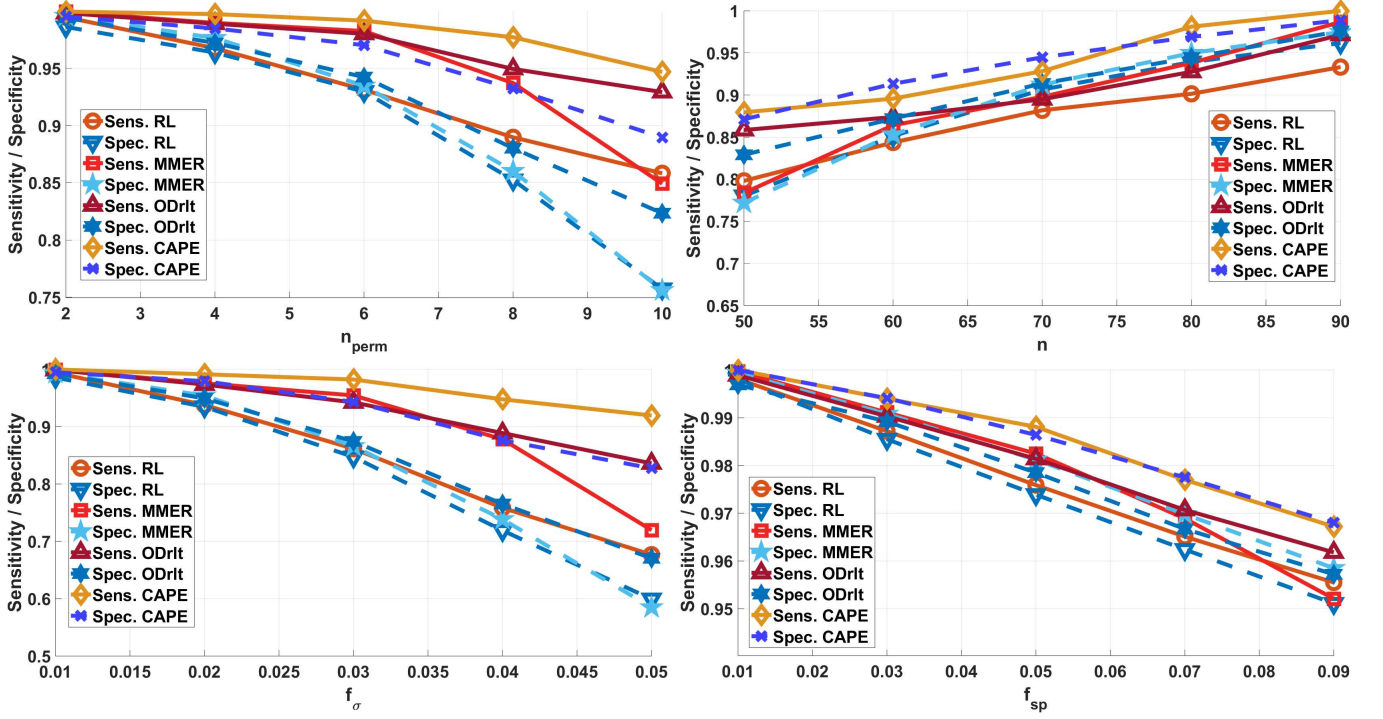 Sensitivity / Specificity
1
0.95
0.9
0.85
0.8
0.75
2 3 4 5 6 7 8 9 10
n_perm
Sens. RL
Spec. RL
Sens. MMER
Spec. MMER
Sens. ODrlt
Spec. ODrlt
Sens. CAPE
Spec. CAPE
Sensitivity / Specificity
1
0.95
0.9
0.85
0.8
0.75
0.7
0.65
50 55 60 65 70 75 80 85 90
n
Sens. RL
Spec. RL
Sens. MMER
Spec. MMER
Sens. ODrlt
Spec. ODrlt
Sens. CAPE
Spec. CAPE
Sensitivity / Specificity
1
0.9
0.8
0.7
0.6
0.5
0.01 0.015 0.02 0.025 0.03 0.035 0.04 0.045 0.05
f_σ
Sens. RL
Spec. RL
Sens. MMER
Spec. MMER
Sens. ODrlt
Spec. ODrlt
Sens. CAPE
Spec. CAPE
Sensitivity / Specificity
1
0.99
0.98
0.97
0.96
0.95
0.01 0.02 0.03 0.04 0.05 0.06 0.07 0.08 0.09
f_sp
Sens. RL
Spec. RL
Sens. MMER
Spec. MMER
Sens. ODrlt
Spec. ODrlt
Sens. CAPE
Spec. CAPE